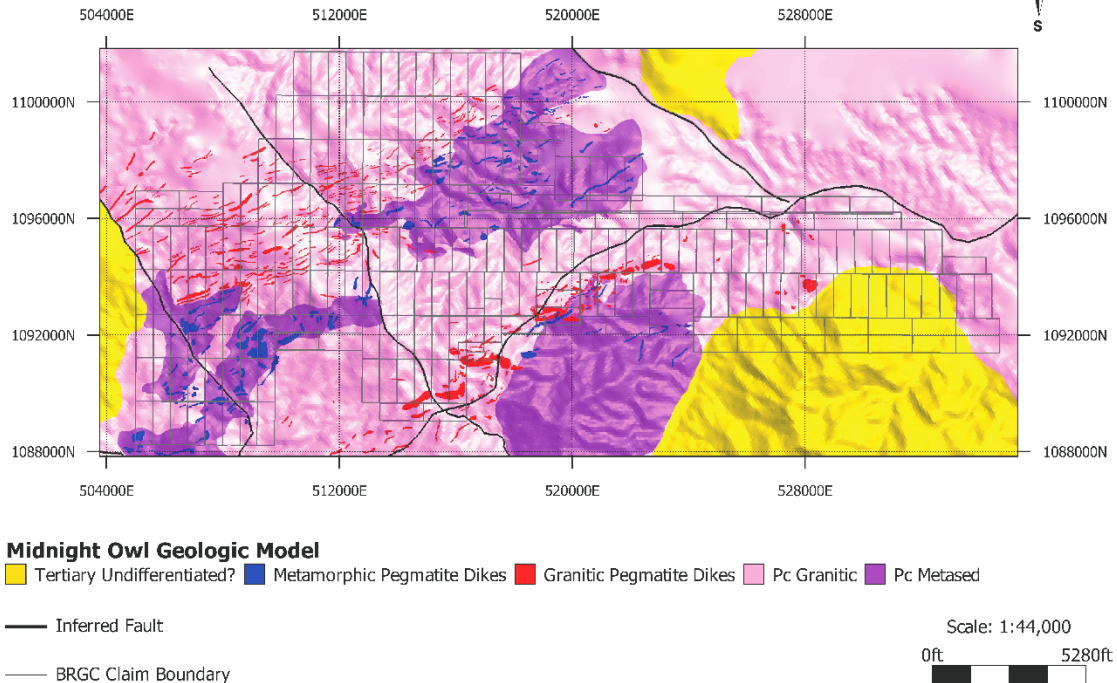 S
504000E 512000E 520000E 528000E
1100000N 1100000N
1096000N 1096000N
1092000N 1092000N
1088000N 1088000N
504000E 512000E 520000E 528000E
Midnight Owl Geologic Model
Tertiary Undifferentiated? Metamorphic Pegmatite Dikes Granitic Pegmatite Dikes Pc Granitic Pc Metased
Inferred Fault
Scale: 1:44,000
0ft 5280ft
BRGC Claim Boundary